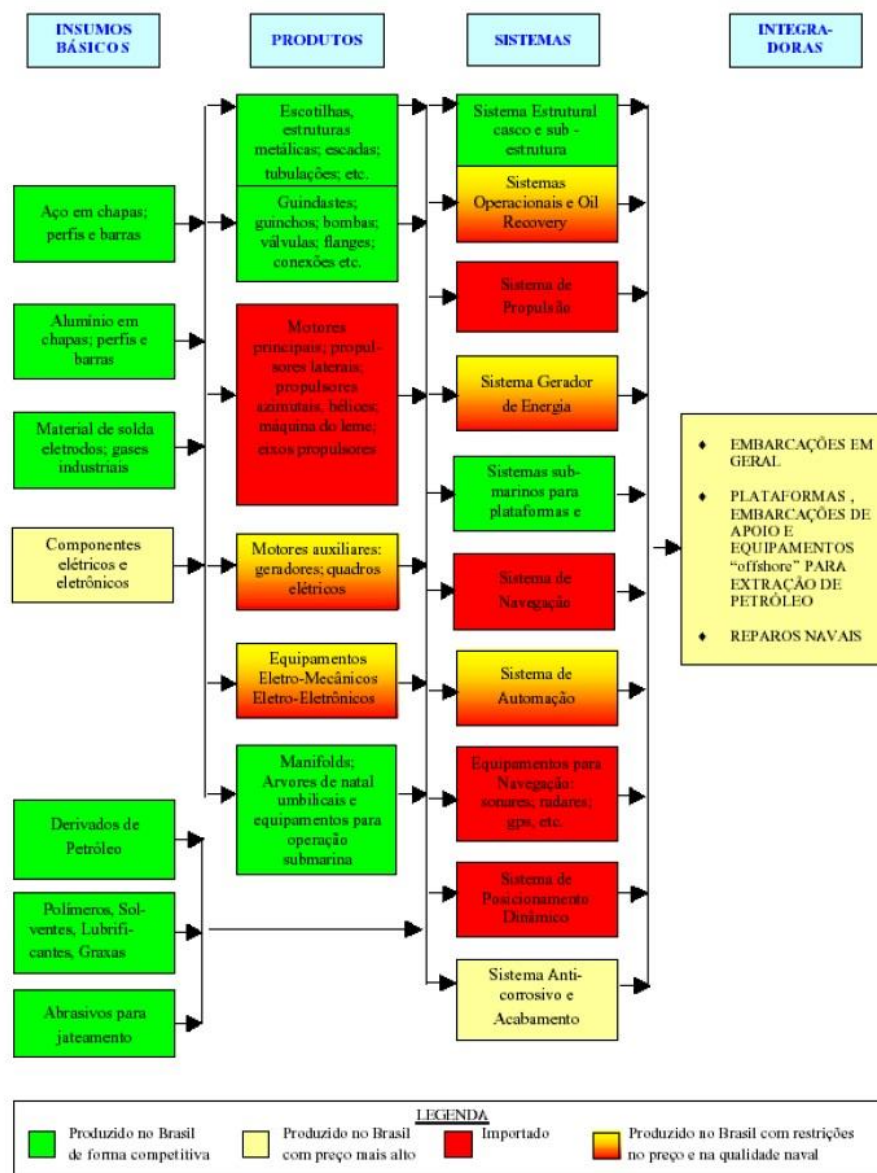 INSUMOS
BÁSICOS
PRODUTOS
SISTEMAS
INTEGRA-
DORAS
Aço em chapas;
perfis e barras
Alumínio em
chapas; perfis e
barras
Material de solda
eletrodos; gases
industriais
Componentes
elétricos e
eletrônicos
Derivados de
Petróleo
Polímeros, Sol-
ventes, Lubrifi-
cantes, Graxas
Abrasivos para
jateamento
Escotilhas,
estruturas
metálicas; escadas;
tubulações; etc.
Guindastes;
guinchos; bombas;
válvulas; flanges;
conexões etc.
Motores
principais; propul-
sores laterais;
propulsores
azimutais, hélices;
máquina do leme;
eixos propulsores
Motores auxiliares:
geradores; quadros
elétricos
Equipamentos
Eletro-Mecânicos
Eletro-Eletrônicos
Manifolds;
Arvores de natal
umbilicais e
equipamentos para
operação
submarina
Sistema Estrutural
casco e sub -
estrutura
Sistemas
Operacionais e Oil
Recovery
Sistema de
Propulsão
Sistema Gerador
de Energia
Sistemas sub-
marinos para
plataformas e
Sistema de
Navegação
Sistema de
Automação
Equipamentos para
Navegação:
sonares; radares;
gps, etc.
Sistema de
Posicionamento
Dinâmico
Sistema Anti-
corrosivo e
Acabamento
♦ EMBARCAÇÕES EM
GERAL
♦ PLATAFORMAS ,
EMBARCAÇÕES DE
APOIO E
EQUIPAMENTOS
“offshore” PARA
EXTRAÇÃO DE
PETRÓLEO
♦ REPAROS NAVAIS
LEGENDA
Produzido no Brasil
de forma competitiva
Produzido no Brasil
com preço mais alto
Importado
Produzido no Brasil com restrições
no preço e na qualidade naval